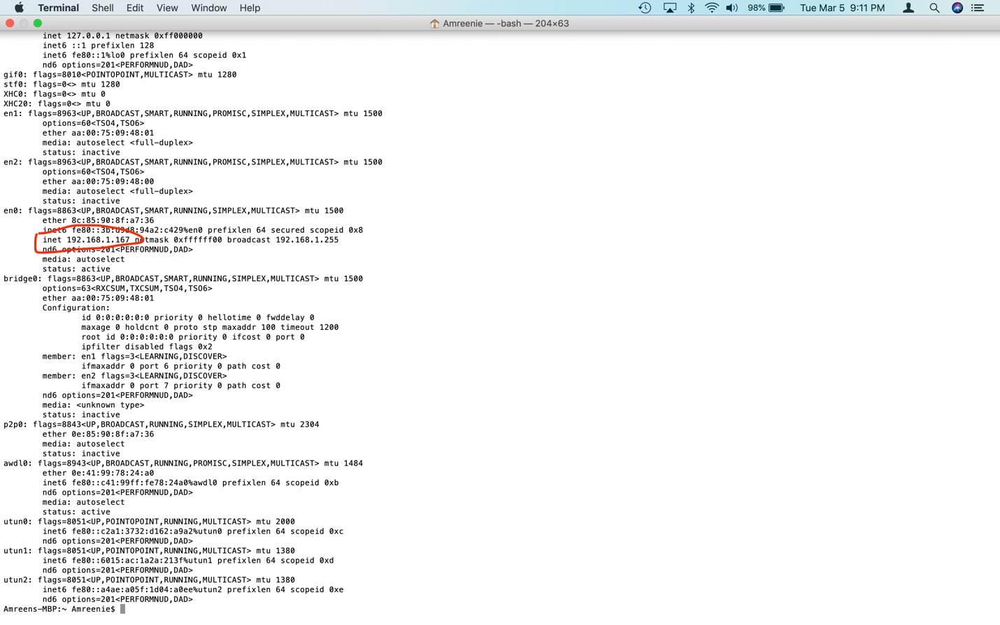 Terminal Shell Edit View Window Help 98% Tue Mar 5 9:11 PM
Amreenie — -bash — 204×63
inet 127.0.0.1 netmask 0xff000000
inet6 ::1 prefixlen 128
inet6 fe80::1%lo0 prefixlen 64 scopeid 0x1
nd6 options=201<PERFORMNUD,DAD>
gif0: flags=8010<POINTOPOINT,MULTICAST> mtu 1280
stf0: flags=0<> mtu 1280
XHC0: flags=0<> mtu 0
XHC20: flags=0<> mtu 0
en1: flags=8963<UP,BROADCAST,SMART,RUNNING,PROMISC,SIMPLEX,MULTICAST> mtu 1500
options=60<TSO4,TSO6>
ether aa:00:75:09:48:01
media: autoselect <full-duplex>
status: inactive
en2: flags=8963<UP,BROADCAST,SMART,RUNNING,PROMISC,SIMPLEX,MULTICAST> mtu 1500
options=60<TSO4,TSO6>
ether aa:00:75:09:48:00
media: autoselect <full-duplex>
status: inactive
en0: flags=8863<UP,BROADCAST,SMART,RUNNING,SIMPLEX,MULTICAST> mtu 1500
ether 8c:85:90:8f:a7:36
inet6 fe80::3b:d9d8:94a2:c429%en0 prefixlen 64 secured scopeid 0x8
inet 192.168.1.167 netmask 0xffffff00 broadcast 192.168.1.255
nd6 options=201<PERFORMNUD,DAD>
media: autoselect
status: active
bridge0: flags=8863<UP,BROADCAST,SMART,RUNNING,SIMPLEX,MULTICAST> mtu 1500
options=63<RXCSUM,TXCSUM,TSO4,TSO6>
ether aa:00:75:09:48:01
Configuration:
id 0:0:0:0:0:0 priority 0 hellotime 0 fwddelay 0
maxage 0 holdcnt 0 proto stp maxaddr 100 timeout 1200
root id 0:0:0:0:0:0 priority 0 ifcost 0 port 0
ipfilter disabled flags 0x2
member: en1 flags=3<LEARNING,DISCOVER>
ifmaxaddr 0 port 6 priority 0 path cost 0
member: en2 flags=3<LEARNING,DISCOVER>
ifmaxaddr 0 port 7 priority 0 path cost 0
nd6 options=201<PERFORMNUD,DAD>
media: <unknown type>
status: inactive
p2p0: flags=8843<UP,BROADCAST,RUNNING,SIMPLEX,MULTICAST> mtu 2304
ether 0e:85:90:8f:a7:36
media: autoselect
status: inactive
awdl0: flags=8943<UP,BROADCAST,RUNNING,PROMISC,SIMPLEX,MULTICAST> mtu 1484
ether 0e:41:99:78:24:a0
inet6 fe80::c41:99ff:fe78:24a0%awdl0 prefixlen 64 scopeid 0xb
nd6 options=201<PERFORMNUD,DAD>
media: autoselect
status: active
utun0: flags=8051<UP,POINTOPOINT,RUNNING,MULTICAST> mtu 2000
inet6 fe80::c2a1:3732:d162:a9a2%utun0 prefixlen 64 scopeid 0xc
nd6 options=201<PERFORMNUD,DAD>
utun1: flags=8051<UP,POINTOPOINT,RUNNING,MULTICAST> mtu 1380
inet6 fe80::6015:ac:1a2a:213f%utun1 prefixlen 64 scopeid 0xd
nd6 options=201<PERFORMNUD,DAD>
utun2: flags=8051<UP,POINTOPOINT,RUNNING,MULTICAST> mtu 1380
inet6 fe80::a4ae:a05f:1d04:a0ee%utun2 prefixlen 64 scopeid 0xe
nd6 options=201<PERFORMNUD,DAD>
Amreens-MBP:~ Amreenie$